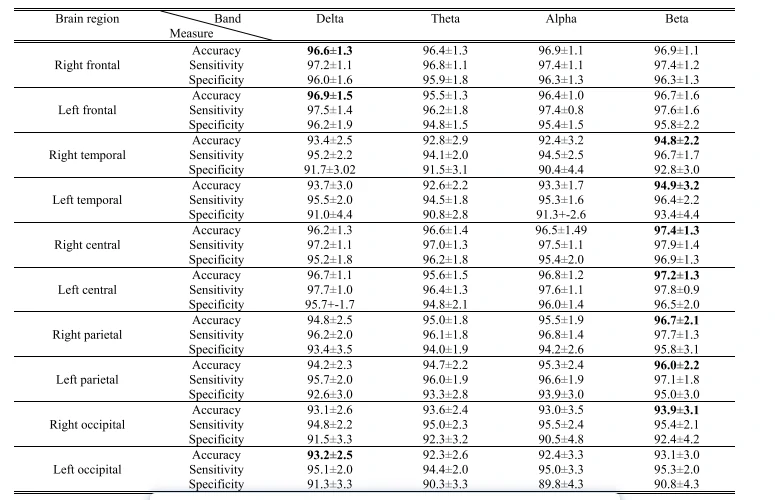 Brain region Band Delta Theta Alpha Beta
Measure
Accuracy 96.6±1.3 96.4±1.3 96.9±1.1 96.9±1.1
Right frontal Sensitivity 97.2±1.1 96.8±1.1 97.4±1.1 97.4±1.2
Specificity 96.0±1.6 95.9±1.8 96.3±1.3 96.3±1.3
Accuracy 96.9±1.5 95.5±1.3 96.4±1.0 96.7±1.6
Left frontal Sensitivity 97.5±1.4 96.2±1.8 97.4±0.8 97.6±1.6
Specificity 96.2±1.9 94.8±1.5 95.4±1.5 95.8±2.2
Accuracy 93.4±2.5 92.8±2.9 92.4±3.2 94.8±2.2
Right temporal Sensitivity 95.2±2.2 94.1±2.0 94.5±2.5 96.7±1.7
Specificity 91.7±3.02 91.5±3.1 90.4±4.4 92.8±3.0
Accuracy 93.7±3.0 92.6±2.2 93.3±1.7 94.9±3.2
Left temporal Sensitivity 95.5±2.0 94.5±1.8 95.3±1.6 96.4±2.2
Specificity 91.0±4.4 90.8±2.8 91.3+-2.6 93.4±4.4
Accuracy 96.2±1.3 96.6±1.4 96.5±1.49 97.4±1.3
Right central Sensitivity 97.2±1.1 97.0±1.3 97.5±1.1 97.9±1.4
Specificity 95.2±1.8 96.2±1.8 95.4±2.0 96.9±1.3
Accuracy 96.7±1.1 95.6±1.5 96.8±1.2 97.2±1.3
Left central Sensitivity 97.7±1.0 96.4±1.3 97.6±1.1 97.8±0.9
Specificity 95.7+-1.7 94.8±2.1 96.0±1.4 96.5±2.0
Accuracy 94.8±2.5 95.0±1.8 95.5±1.9 96.7±2.1
Right parietal Sensitivity 96.2±2.0 96.1±1.8 96.8±1.4 97.7±1.3
Specificity 93.4±3.5 94.0±1.9 94.2±2.6 95.8±3.1
Accuracy 94.2±2.3 94.7±2.2 95.3±2.4 96.0±2.2
Left parietal Sensitivity 95.7±2.0 96.0±1.9 96.6±1.9 97.1±1.8
Specificity 92.6±3.0 93.3±2.8 93.9±3.0 95.0±3.0
Accuracy 93.1±2.6 93.6±2.4 93.0±3.5 93.9±3.1
Right occipital Sensitivity 94.8±2.2 95.0±2.3 95.5±2.4 95.4±2.1
Specificity 91.5±3.3 92.3±3.2 90.5±4.8 92.4±4.2
Accuracy 93.2±2.5 92.3±2.6 92.4±3.3 93.1±3.0
Left occipital Sensitivity 95.1±2.0 94.4±2.0 95.0±3.3 95.3±2.0
Specificity 91.3±3.3 90.3±3.3 89.8±4.3 90.8±4.3